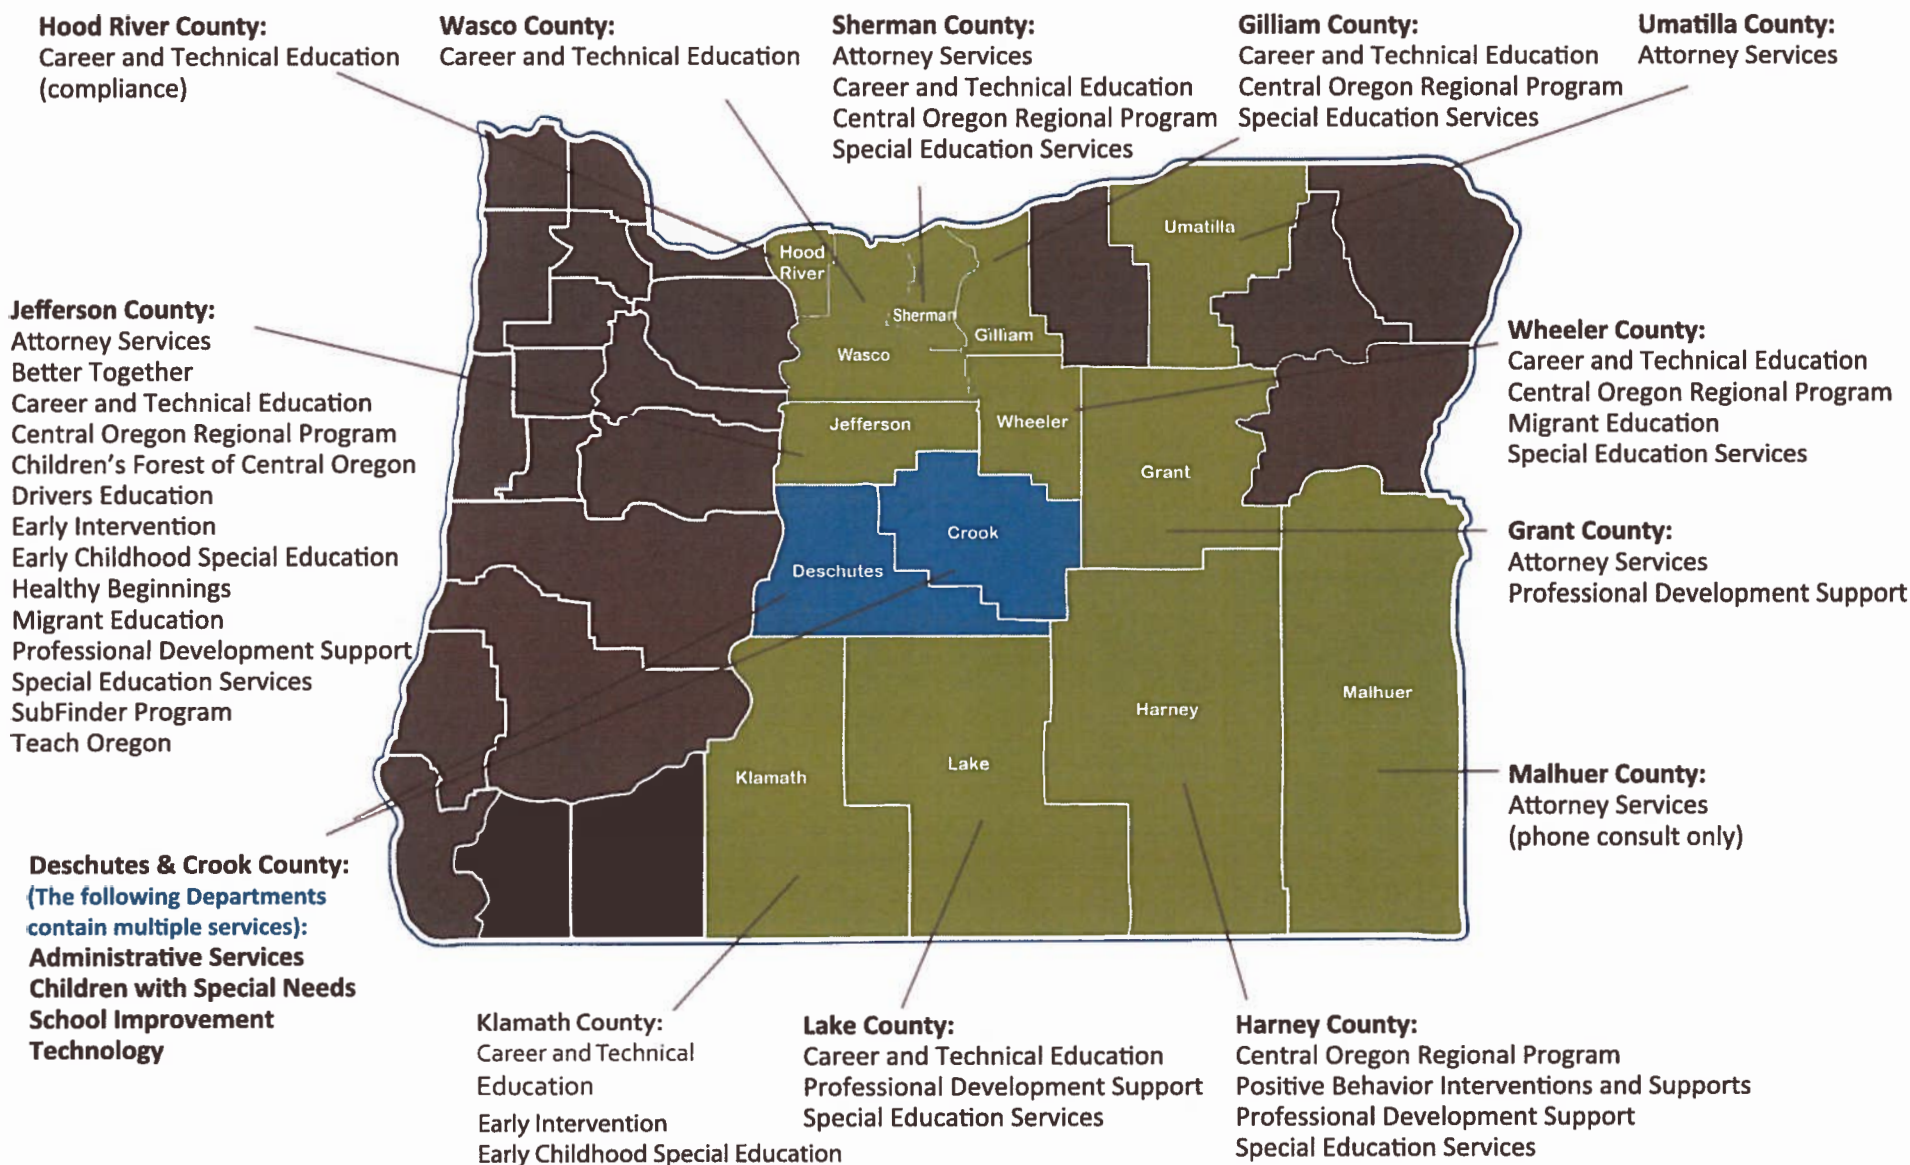 Hood River County:
Career and Technical Education
(compliance)
Wasco County:
Career and Technical Education
Sherman County:
Attorney Services
Career and Technical Education
Central Oregon Regional Program
Special Education Services
Gilliam County:
Career and Technical Education
Central Oregon Regional Program
Special Education Services
Umatilla County:
Attorney Services
Jefferson County:
Attorney Services
Better Together
Career and Technical Education
Central Oregon Regional Program
Children's Forest of Central Oregon
Drivers Education
Early Intervention
Early Childhood Special Education
Healthy Beginnings
Migrant Education
Professional Development Support
Special Education Services
SubFinder Program
Teach Oregon
Hood
River
Sherman
Gilliam
Wasco
Umatilla
Jefferson
Wheeler
Grant
Crook
Deschutes
Klamath
Lake
Harney
Malhuer
Wheeler County:
Career and Technical Education
Central Oregon Regional Program
Migrant Education
Special Education Services
Grant County:
Attorney Services
Professional Development Support
Malhuer County:
Attorney Services
(phone consult only)
Deschutes & Crook County:
(The following Departments
contain multiple services):
Administrative Services
Children with Special Needs
School Improvement
Technology
Klamath County:
Career and Technical
Education
Early Intervention
Early Childhood Special Education
Lake County:
Career and Technical Education
Professional Development Support
Special Education Services
Harney County:
Central Oregon Regional Program
Positive Behavior Interventions and Supports
Professional Development Support
Special Education Services